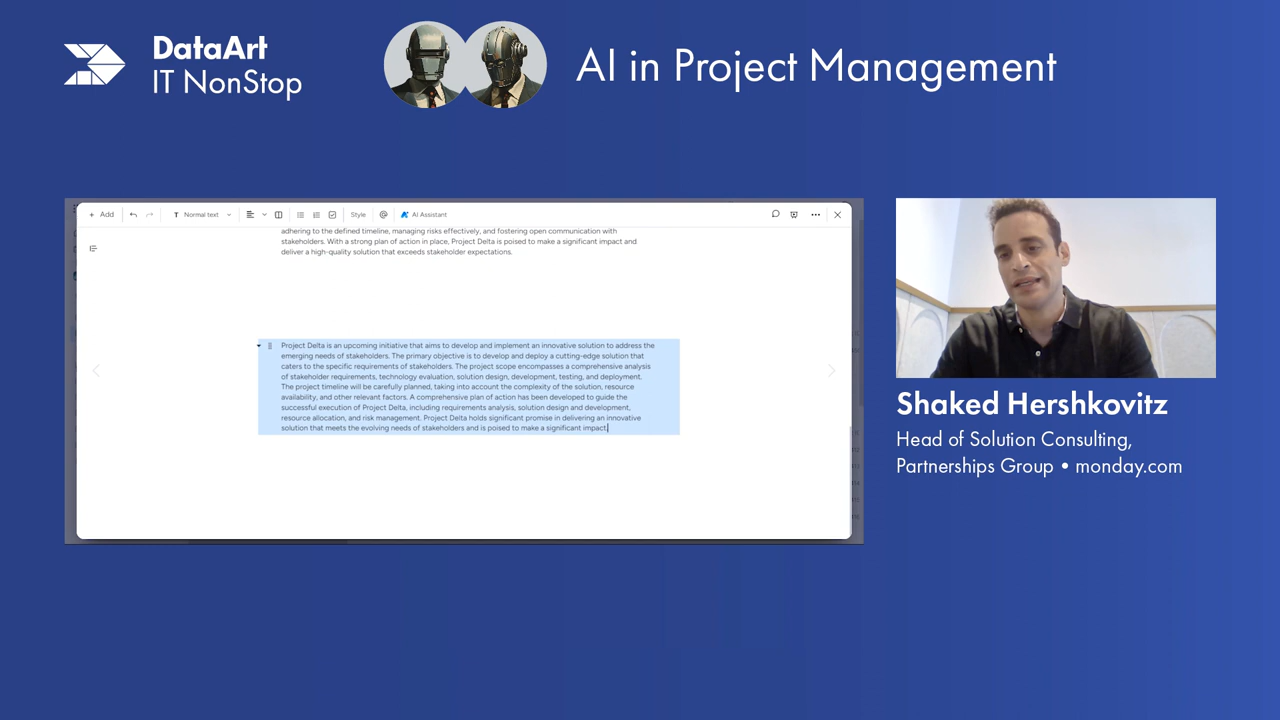 DataArt
IT NonStop
AI in Project Management
+ Add
T Normal text
Style
AI Assistant
adhering to the defined timeline, managing risks effectively, and fostering open communication with
stakeholders. With a strong plan of action in place, Project Delta is poised to make a significant impact and
deliver a high-quality solution that exceeds stakeholder expectations.
Project Delta is an upcoming initiative that aims to develop and implement an innovative solution to address the
emerging needs of stakeholders. The primary objective is to develop and deploy a cutting-edge solution that
caters to the specific requirements of stakeholders. The project scope encompasses a comprehensive analysis
of stakeholder requirements, technology evaluation, solution design, development, testing, and deployment.
The project timeline will be carefully planned, taking into account the complexity of the solution, resource
availability, and other relevant factors. A comprehensive plan of action has been developed to guide the
successful execution of Project Delta, including requirements analysis, solution design and development,
resource allocation, and risk management. Project Delta holds significant promise in delivering an innovative
solution that meets the evolving needs of stakeholders and is poised to make a significant impact.
Shaked Hershkovitz
Head of Solution Consulting,
Partnerships Group • monday.com